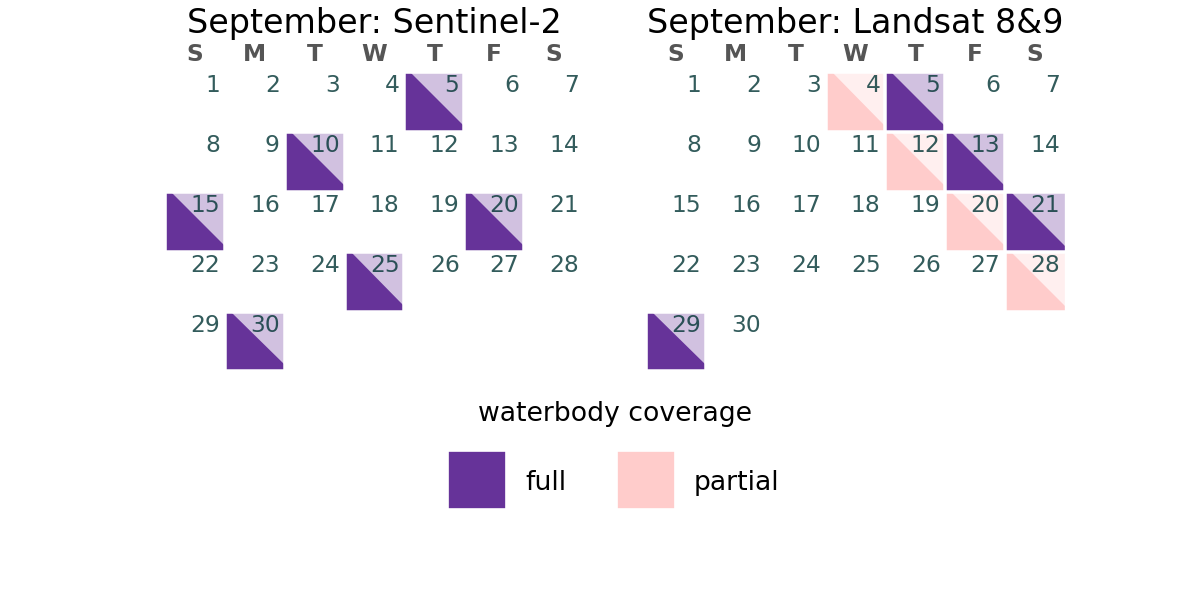 September: Sentinel-2
S M T W T F S
1 2 3 4 5 6 7
8 9 10 11 12 13 14
15 16 17 18 19 20 21
22 23 24 25 26 27 28
29 30
September: Landsat 8&9
S M T W T F S
1 2 3 4 5 6 7
8 9 10 11 12 13 14
15 16 17 18 19 20 21
22 23 24 25 26 27 28
29 30
waterbody coverage
full partial